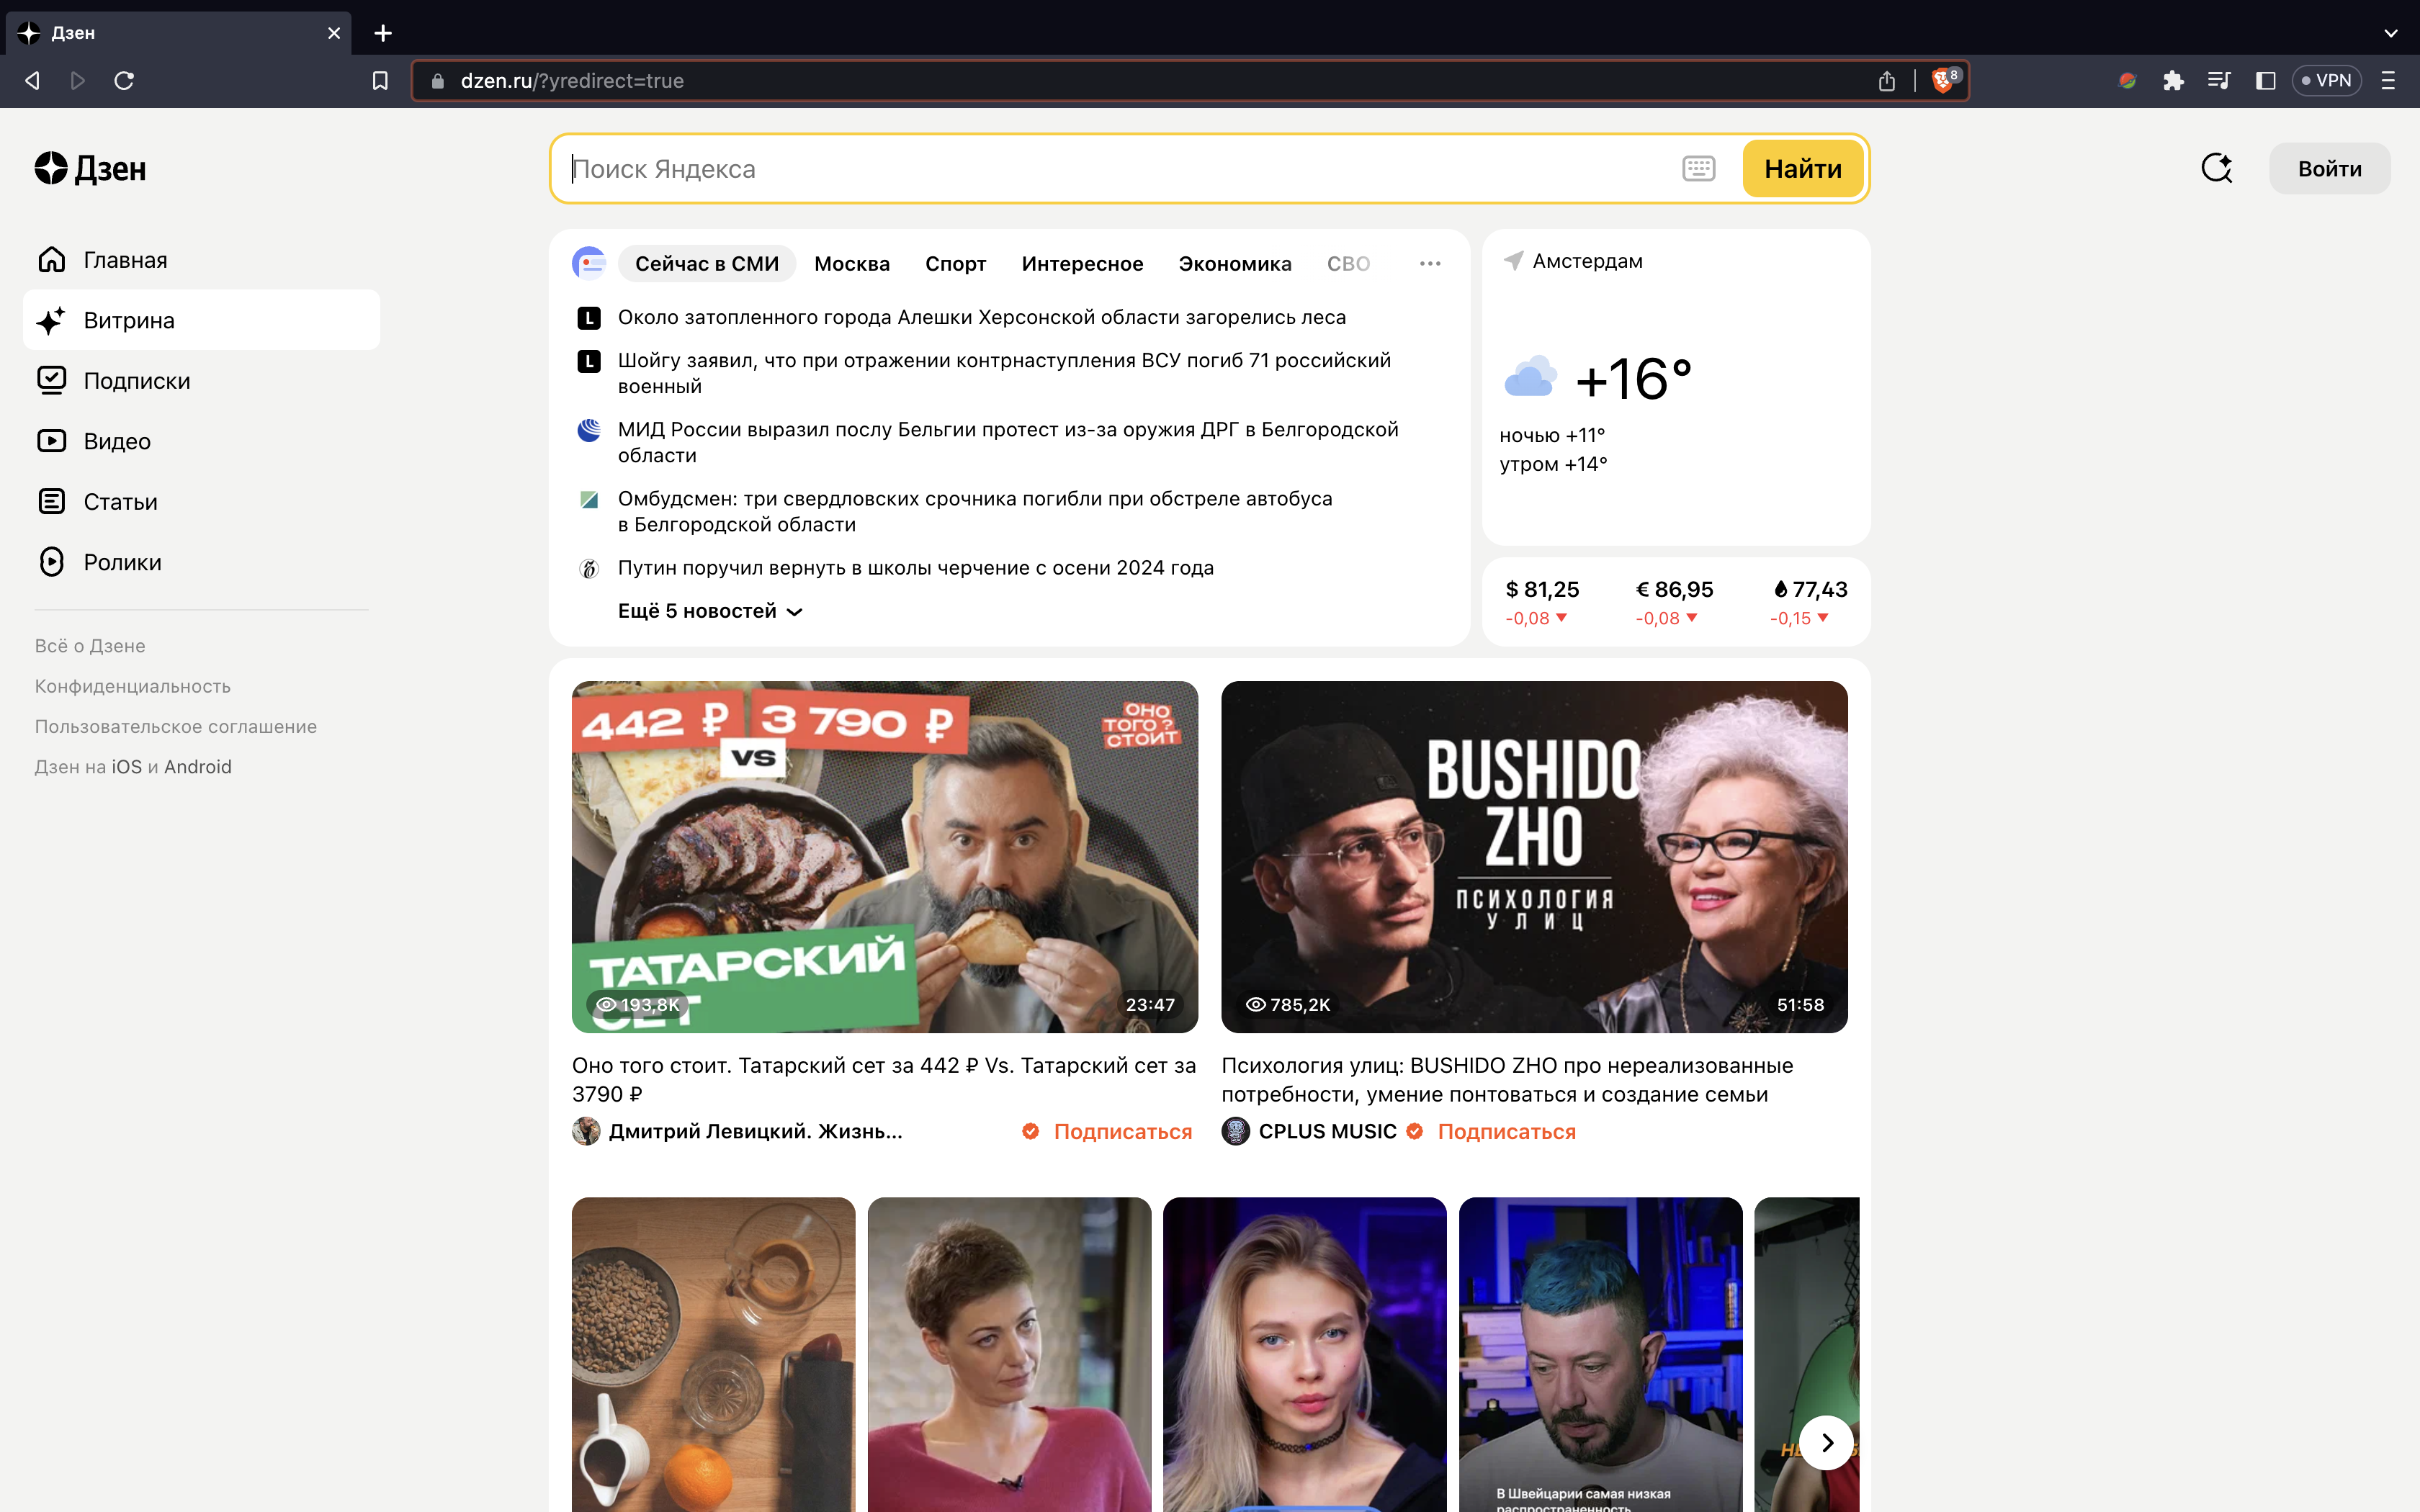 Дзен
dzen.ru/?yredirect=true
8
VPN
Дзен
Поиск Яндекса
Найти
Войти
Главная
Витрина
Подписки
Видео
Статьи
Ролики
Всё о Дзене
Конфиденциальность
Пользовательское соглашение
Дзен на iOS и Android
Сейчас в СМИ
Москва
Спорт
Интересное
Экономика
СВО
L
Около затопленного города Алешки Херсонской области загорелись леса
L
Шойгу заявил, что при отражении контрнаступления ВСУ погиб 71 российский
военный
МИД России выразил послу Бельгии протест из-за оружия ДРГ в Белгородской
области
Омбудсмен: три свердловских срочника погибли при обстреле автобуса
в Белгородской области
Путин поручил вернуть в школы черчение с осени 2024 года
Ещё 5 новостей
Амстердам
+16°
ночью +11°
утром +14°
$ 81,25
€ 86,95
77,43
-0,08
-0,08
-0,15
442 ₽
3 790 ₽
VS
ОНО
ТОГО?
СТОИТ
ТАТАРСКИЙ
СЕТ
193,8K
23:47
BUSHIDO
ZHO
ПСИХОЛОГИЯ
УЛИЦ
785,2K
51:58
Оно того стоит. Татарский сет за 442 ₽ Vs. Татарский сет за
3790 ₽
Дмитрий Левицкий. Жизнь...
Подписаться
Психология улиц: BUSHIDO ZHO про нереализованные
потребности, умение понтоваться и создание семьи
CPLUS MUSIC
Подписаться
В Швейцарии самая низкая
распространенность